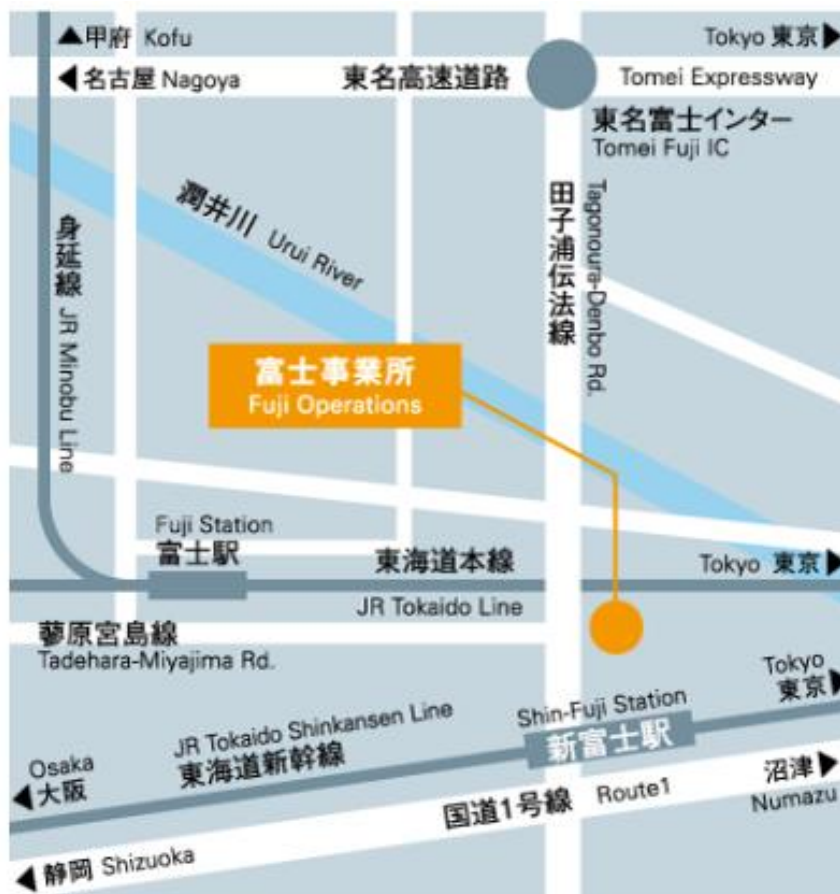 ▲甲府 Kofu
Tokyo 東京▶
◀名古屋 Nagoya
東名高速道路
Tomei Expressway
東名富士インター
Tomei Fuji IC
潤井川 Urui River
田子浦伝法線
Tagonoura-Denbo Rd.
身延線 JR Minobu Line
富士事業所
Fuji Operations
Fuji Station
富士駅
東海道本線
Tokyo 東京▶
JR Tokaido Line
蓼原宮島線
Tadehara-Miyajima Rd.
Tokyo
東京▶
Shin-Fuji Station
新富士駅
JR Tokaido Shinkansen Line
東海道新幹線
Osaka
◀大阪
国道1号線 Route1
沼津▶
Numazu
◀静岡 Shizuoka